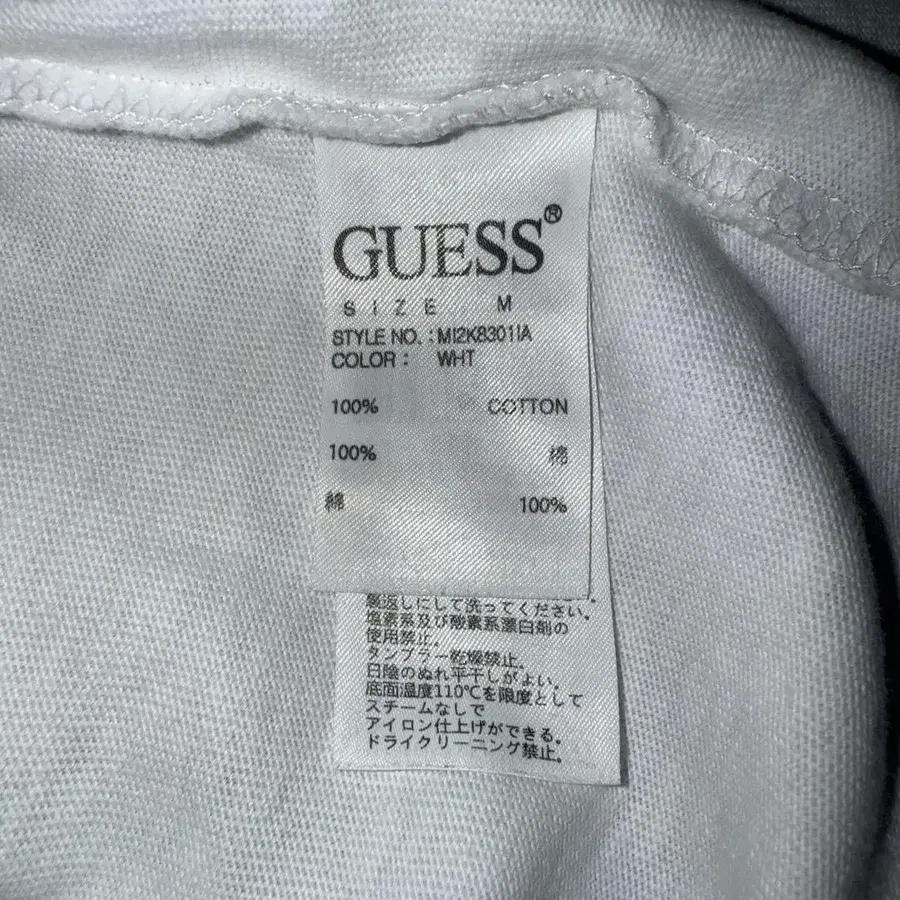 GUESS®
SIZE M
STYLE NO. : MI2K8301IA
COLOR : WHT
100% COTTON
100% 棉
綿 100%
裏返しにして洗ってください.
塩素系及び酸素系漂白剤の
使用禁止.
タンブラー乾燥禁止.
日陰のぬれ平干しがよい.
底面温度110℃を限度として
スチームなしで
アイロン仕上げができる.
ドライクリーニング禁止.